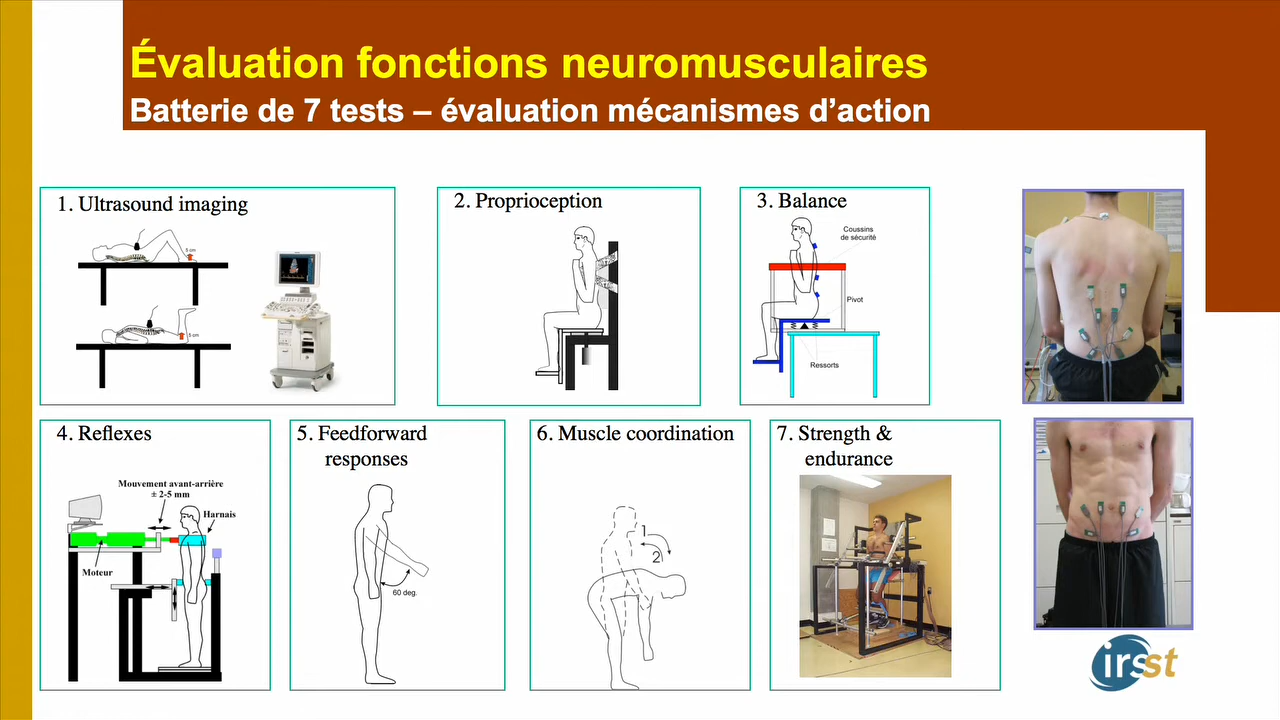 Évaluation fonctions neuromusculaires
Batterie de 7 tests – évaluation mécanismes d’action
1. Ultrasound imaging
5 cm
5 cm
2. Proprioception
3. Balance
Coussins
de sécurité
Pivot
Ressorts
4. Reflexes
Mouvement avant-arrière
± 2-5 mm
Harnais
Moteur
5. Feedforward
responses
60 deg.
6. Muscle coordination
1
2
7. Strength &
endurance
irsst